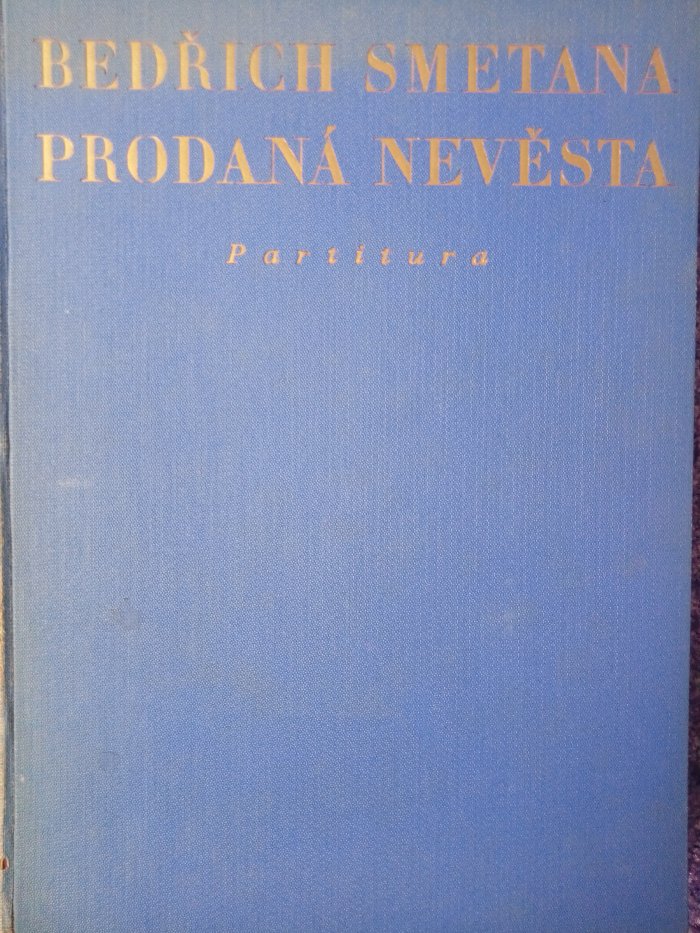 BEDŘICH SMETANA
PRODANÁ NEVĚSTA
Partitura